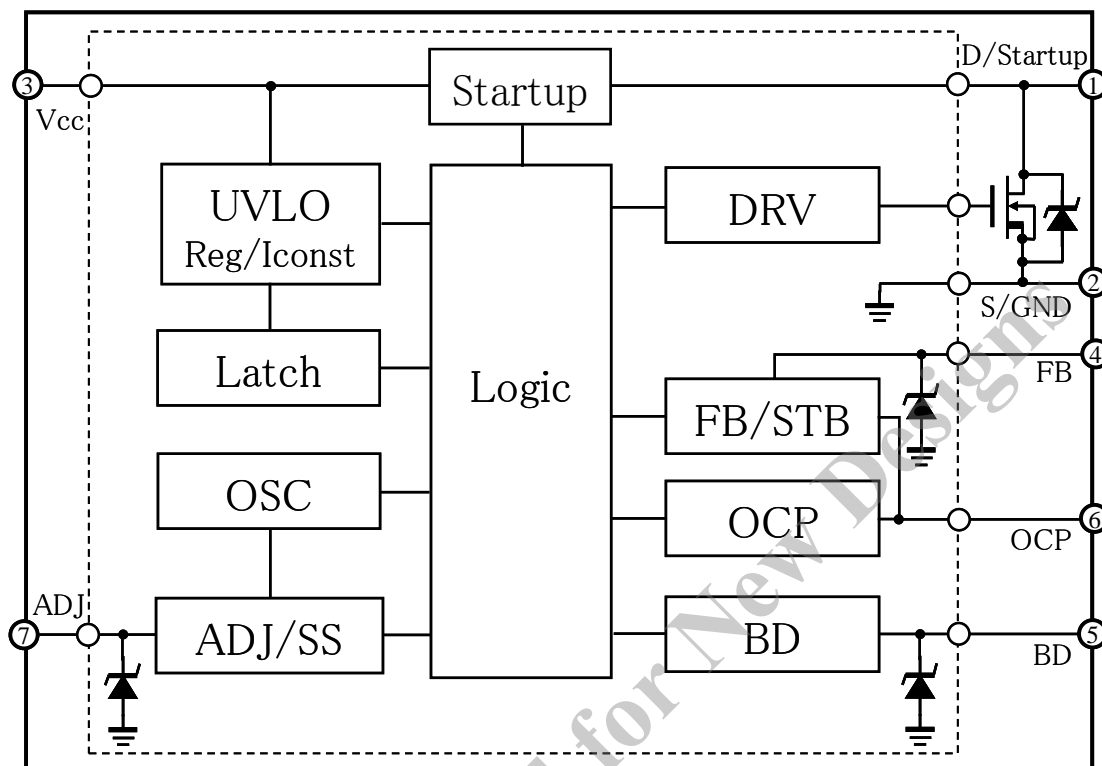 D/Startup
3
Startup
1
Vcc
UVLO
Reg/Iconst
DRV
2
S/GND
Latch
Logic
4
FB
FB/STB
OSC
OCP
6
OCP
ADJ
7
ADJ/SS
BD
5
BD
for New Designs